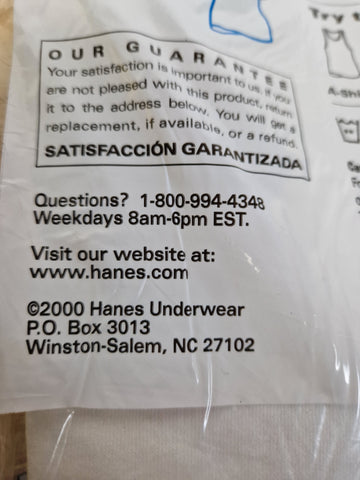 Try
OUR GUARANTEE
Your satisfaction is important to us. If you
are not pleased with this product, return
it to the address below. You will get a
replacement, if available, or a refund.
SATISFACCIÓN GARANTIZADA
A-Shi
Questions? 1-800-994-4348
Weekdays 8am-6pm EST.
Visit our website at:
www.hanes.com
©2000 Hanes Underwear
P.O. Box 3013
Winston-Salem, NC 27102